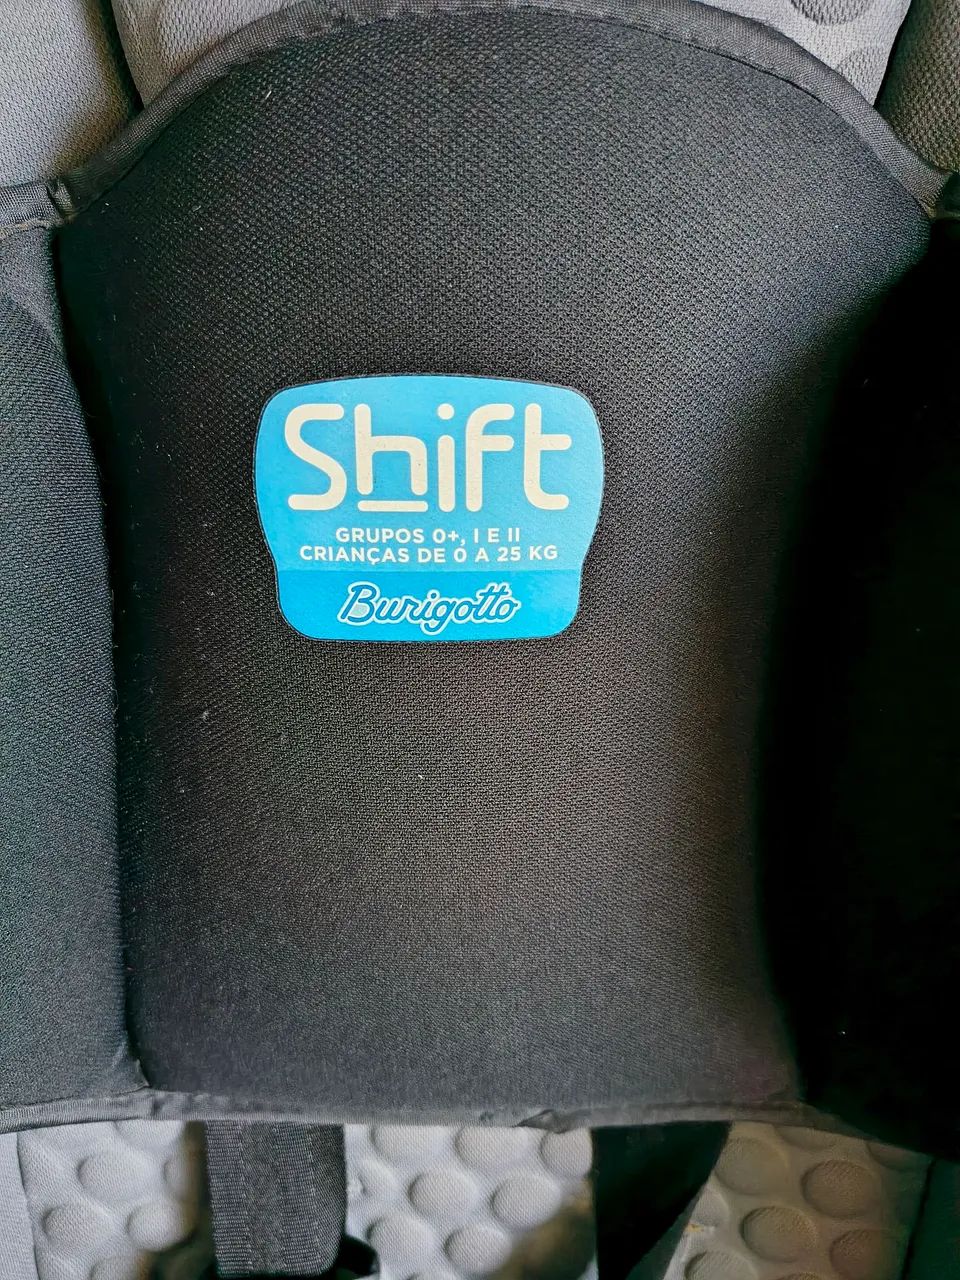 Shift
GRUPOS 0+, I E II
CRIANÇAS DE 0 A 25 KG
Burigotto